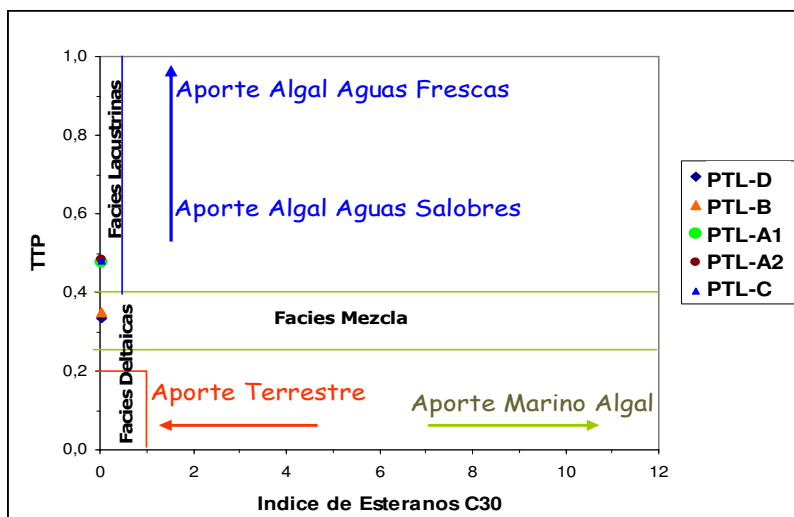 1,0
0,8
0,6
0,4
0,2
0,0
TTP
Facies Lacustrinas
Facies Deltaicas
Aporte Algal Aguas Frescas
Aporte Algal Aguas Salobres
Facies Mezcla
Aporte Terrestre
Aporte Marino Algal
0 2 4 6 8 10 12
Indice de Esteranos C30
PTL-D
PTL-B
PTL-A1
PTL-A2
PTL-C